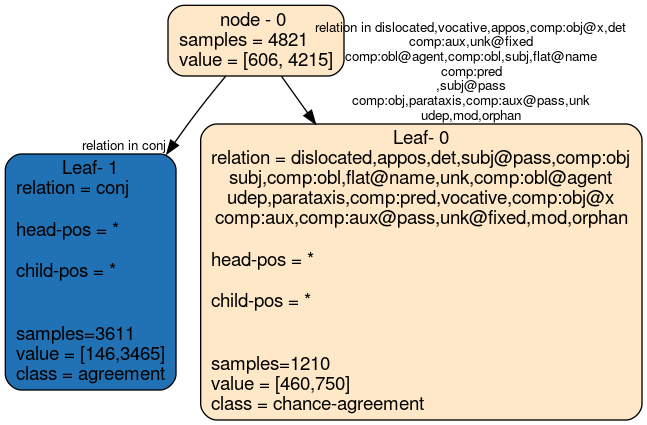 node - 0
samples = 4821
value = [606, 4215]
relation in dislocated,vocative,appos,comp:obj@x,det
comp:aux,unk@fixed
comp:obl@agent,comp:obl,subj,flat@name
comp:pred
,subj@pass
comp:obj,parataxis,comp:aux@pass,unk
udep,mod,orphan
relation in conj
Leaf- 1
relation = conj
head-pos = *
child-pos = *
samples=3611
value = [146,3465]
class = agreement
Leaf- 0
relation = dislocated,appos,det,subj@pass,comp:obj
subj,comp:obl,flat@name,unk,comp:obl@agent
udep,parataxis,comp:pred,vocative,comp:obj@x
comp:aux,comp:aux@pass,unk@fixed,mod,orphan
head-pos = *
child-pos = *
samples=1210
value = [460,750]
class = chance-agreement